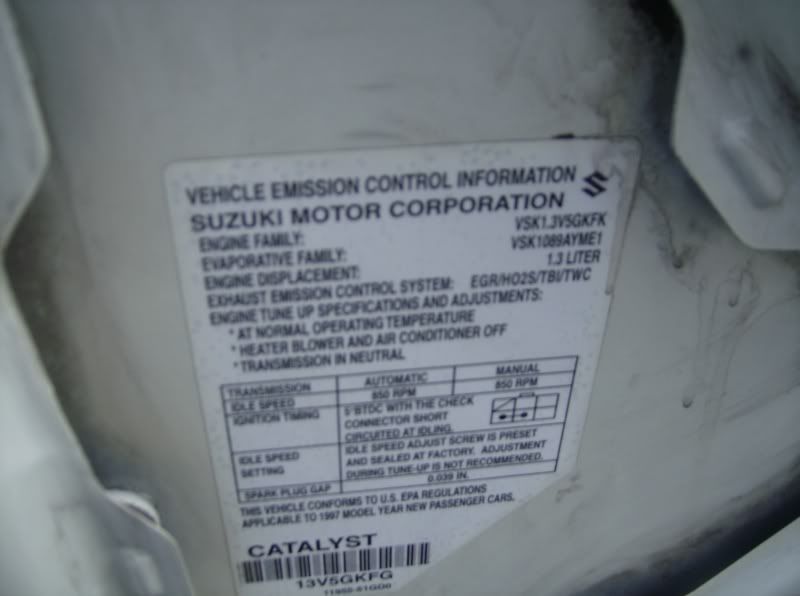 VEHICLE EMISSION CONTROL INFORMATION
SUZUKI MOTOR CORPORATION
ENGINE FAMILY: VSK1.3V5GKFK
EVAPORATIVE FAMILY: VSK1089AYME1
ENGINE DISPLACEMENT: 1.3 LITER
EXHAUST EMISSION CONTROL SYSTEM: EGR/HO2S/TBI/TWC
ENGINE TUNE UP SPECIFICATIONS AND ADJUSTMENTS:
* AT NORMAL OPERATING TEMPERATURE
* HEATER BLOWER AND AIR CONDITIONER OFF
* TRANSMISSION IN NEUTRAL
TRANSMISSION AUTOMATIC MANUAL
IDLE SPEED 850 RPM 850 RPM
IGNITION TIMING 5°BTDC WITH THE CHECK
CONNECTOR SHORT
CIRCUITED AT IDLING.
IDLE SPEED SETTING IDLE SPEED ADJUST SCREW IS PRESET
AND SEALED AT FACTORY. ADJUSTMENT
DURING TUNE-UP IS NOT RECOMMENDED.
SPARK PLUG GAP 0.039 IN.
THIS VEHICLE CONFORMS TO U.S. EPA REGULATIONS
APPLICABLE TO 1997 MODEL YEAR NEW PASSENGER CARS.
CATALYST
13V5GKFG